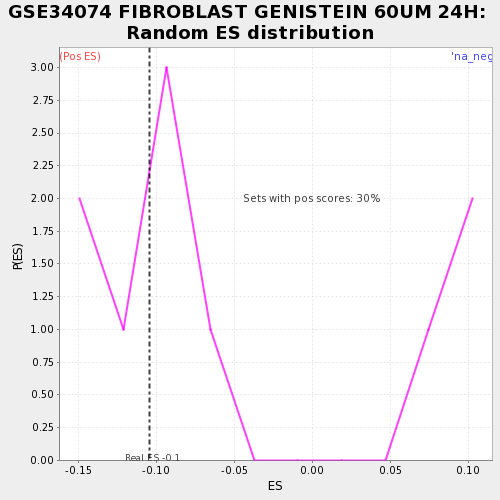 GSE34074 FIBROBLAST GENISTEIN 60UM 24H:
Random ES distribution
(Pos ES)
'na_neg
3.00
2.75
2.50
2.25
2.00
1.75
1.50
1.25
1.00
0.75
0.50
0.25
0.00
P(ES)
Sets with pos scores: 30%
Real ES -0.1
-0.15
-0.10
-0.05
0.00
0.05
0.10
ES